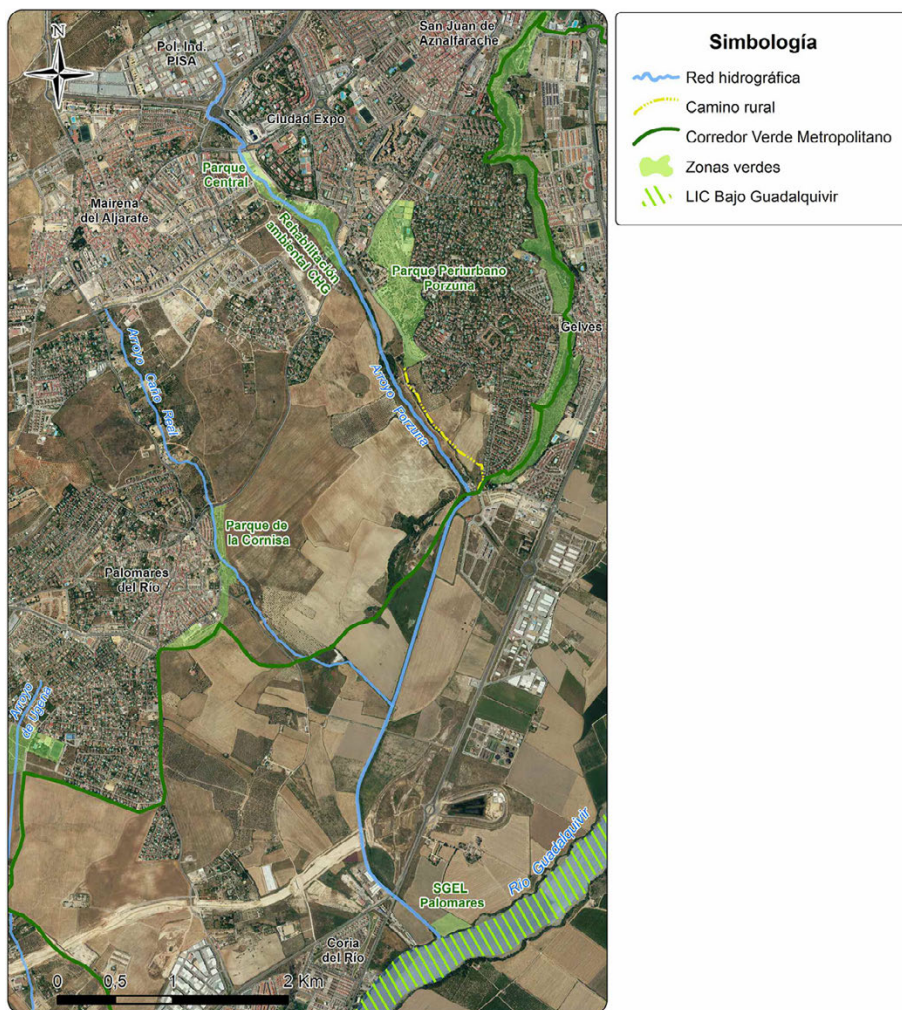 N
San Juan de
Aznalfarache
Pol. Ind.
PISA
Ciudad Expo
Parque
Central
Mairena
del Aljarafe
Rehabilitación
ambiental CHG
Parque Periurbano
Porzuna
Gelves
Arroyo Caño Real
Arroyo Porzuna
Parque de
la Cornisa
Palomares
del Río
Arroyo
de Ugena
Río Guadalquivir
SGEL
Palomares
Coria
del Río
0 0,5 1 2 Km
Simbología
Red hidrográfica
Camino rural
Corredor Verde Metropolitano
Zonas verdes
LIC Bajo Guadalquivir